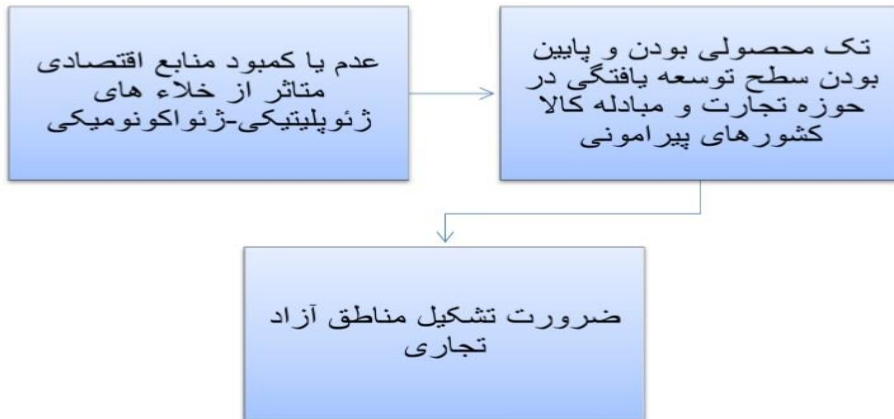 عدم یا کمبود منابع اقتصادی
متاثر از خلاء های
ژئوپلیتیکی-ژئواکونومیکی
تک محصولی بودن و پایین
بودن سطح توسعه یافتگی در
حوزه تجارت و مبادله کالا
کشورهای پیرامونی
ضرورت تشکیل مناطق آزاد
تجاری